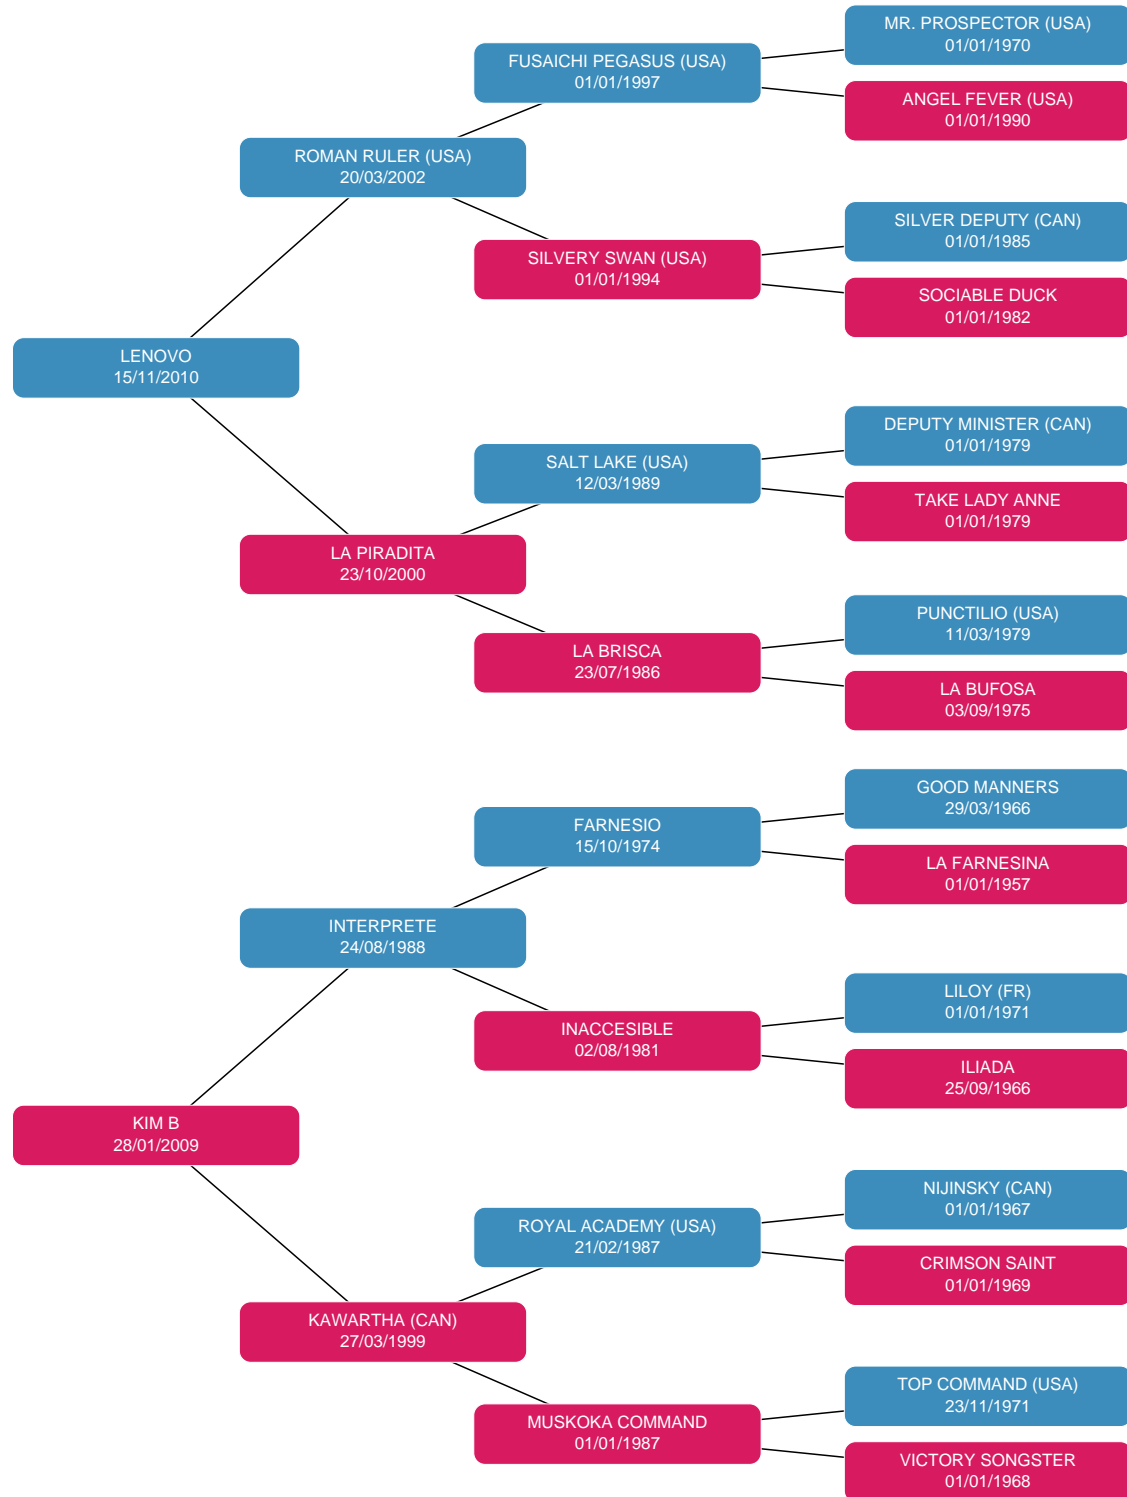 MR. PROSPECTOR (USA)
01/01/1970
FUSAICHI PEGASUS (USA)
01/01/1997
ANGEL FEVER (USA)
01/01/1990
ROMAN RULER (USA)
20/03/2002
SILVER DEPUTY (CAN)
01/01/1985
SILVERY SWAN (USA)
01/01/1994
SOCIABLE DUCK
01/01/1982
LENOVO
15/11/2010
DEPUTY MINISTER (CAN)
01/01/1979
SALT LAKE (USA)
12/03/1989
TAKE LADY ANNE
01/01/1979
LA PIRADITA
23/10/2000
PUNCTILIO (USA)
11/03/1979
LA BRISCA
23/07/1986
LA BUFOSA
03/09/1975
GOOD MANNERS
29/03/1966
FARNESIO
15/10/1974
LA FARNESINA
01/01/1957
INTERPRETE
24/08/1988
LILOY (FR)
01/01/1971
INACCESIBLE
02/08/1981
ILIADA
25/09/1966
KIM B
28/01/2009
NIJINSKY (CAN)
01/01/1967
ROYAL ACADEMY (USA)
21/02/1987
CRIMSON SAINT
01/01/1969
KAWARTHA (CAN)
27/03/1999
TOP COMMAND (USA)
23/11/1971
MUSKOKA COMMAND
01/01/1987
VICTORY SONGSTER
01/01/1968